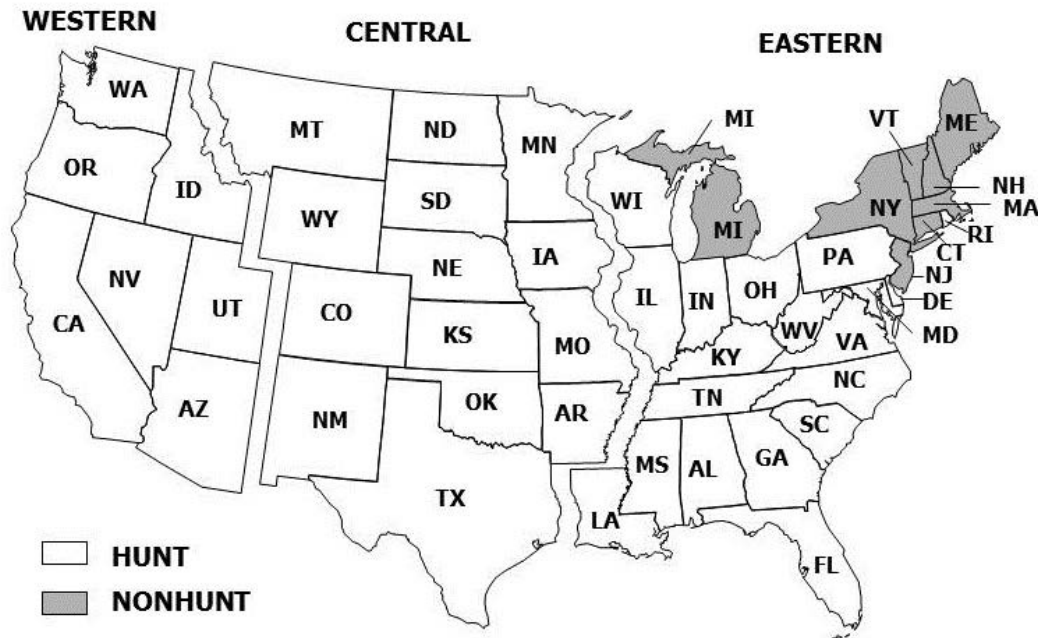 WESTERN
CENTRAL
EASTERN
WA
MT
ND
MN
MI
VT
ME
OR
ID
SD
WI
NH
WY
MI
NY
MA
RI
IA
CT
NV
NE
PA
NJ
UT
IL
IN
OH
DE
CA
CO
KS
MO
WV
MD
VA
KY
NC
AZ
NM
OK
AR
TN
SC
MS
AL
GA
TX
LA
HUNT
FL
NONHUNT